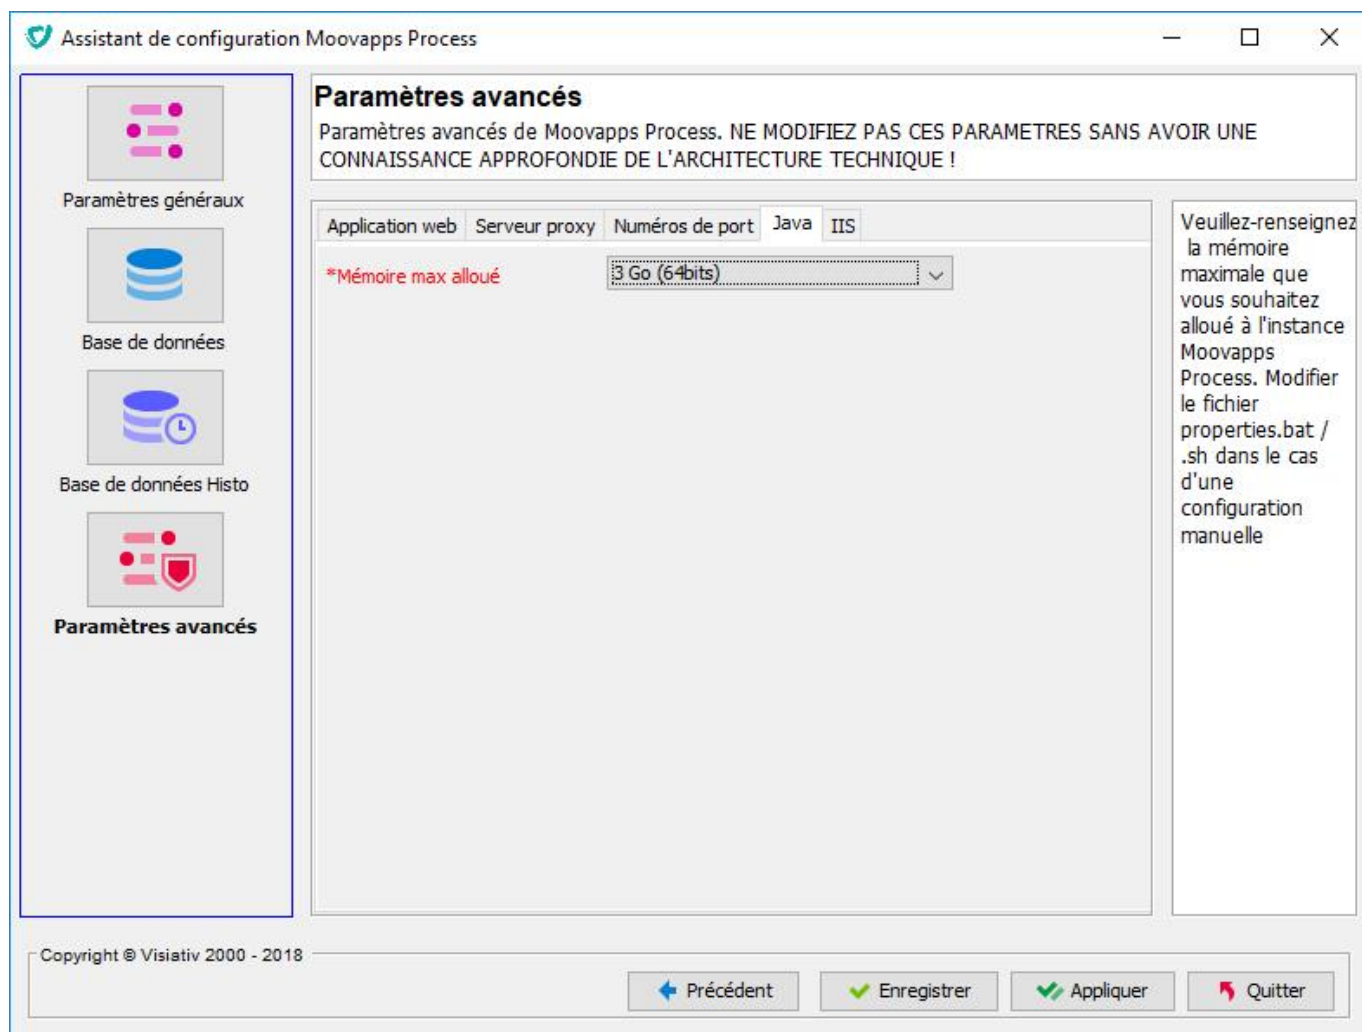 Assistant de configuration Moovapps Process
Paramètres généraux
Base de données
Base de données Histo
Paramètres avancés
Paramètres avancés
Paramètres avancés de Moovapps Process. NE MODIFIEZ PAS CES PARAMETRES SANS AVOIR UNE
CONNAISSANCE APPROFONDIE DE L'ARCHITECTURE TECHNIQUE !
Application web Serveur proxy Numéros de port Java IIS
*Mémoire max alloué 3 Go (64bits)
Veuillez-renseignez
la mémoire
maximale que
vous souhaitez
alloué à l'instance
Moovapps
Process. Modifier
le fichier
properties.bat /
.sh dans le cas
d'une
configuration
manuelle
Copyright © Visiativ 2000 - 2018
Précédent Enregistrer Appliquer Quitter